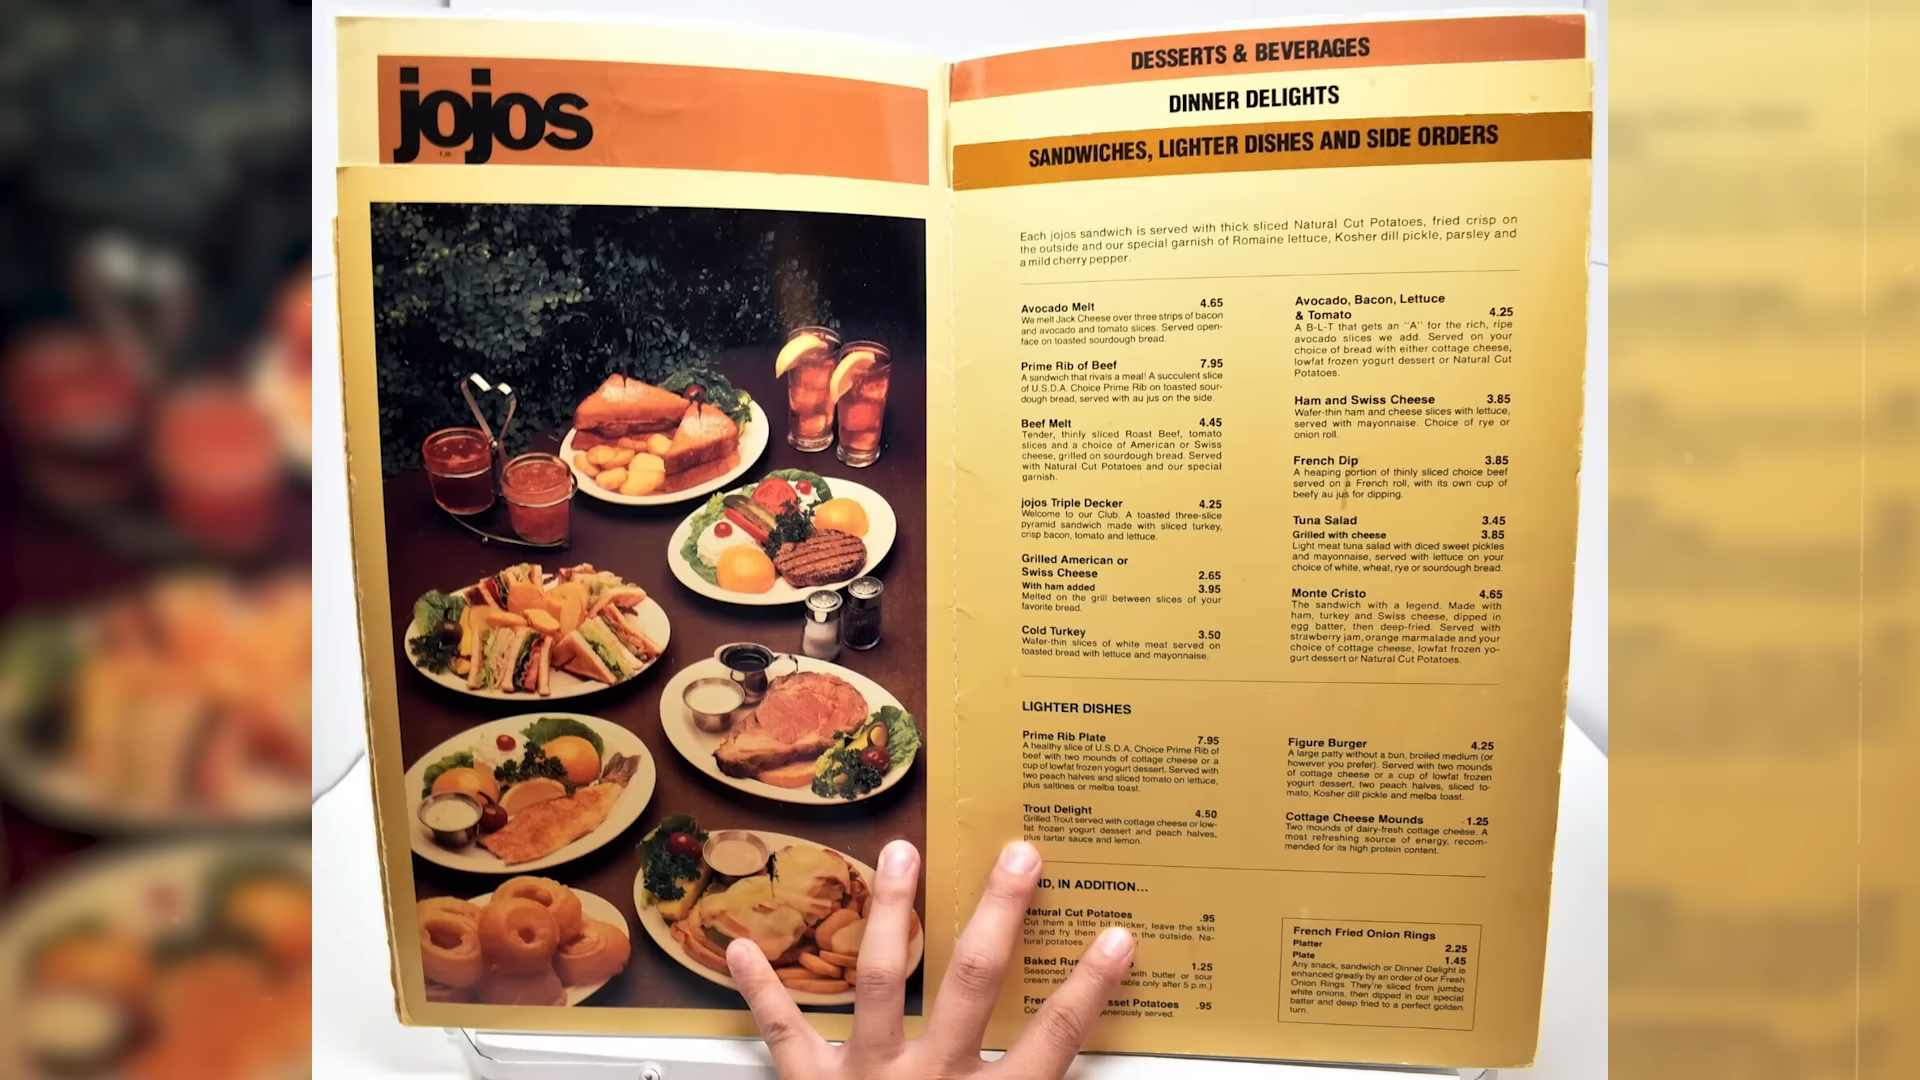 jojos
DESSERTS & BEVERAGES
DINNER DELIGHTS
SANDWICHES, LIGHTER DISHES AND SIDE ORDERS
Each jojos sandwich is served with thick sliced Natural Cut Potatoes, fried crisp on
the outside and our special garnish of Romaine lettuce, Kosher dill pickle, parsley and
a mild cherry pepper.
Avocado Melt 4.65
We melt Jack Cheese over three strips of bacon
and avocado and tomato slices. Served open-
face on toasted sourdough bread.
Prime Rib of Beef 7.95
A sandwich that rivals a meal! A succulent slice
of U.S.D.A. Choice Prime Rib on toasted sour-
dough bread, served with au jus on the side.
Beef Melt 4.45
Tender, thinly sliced Roast Beef, tomato
slices and a choice of American or Swiss
cheese, grilled on sourdough bread. Served
with Natural Cut Potatoes and our special
garnish.
jojos Triple Decker 4.25
Welcome to our Club. A toasted three-slice
pyramid sandwich made with sliced turkey,
crisp bacon, tomato and lettuce.
Grilled American or
Swiss Cheese 2.65
With ham added 3.95
Melted on the grill between slices of your
favorite bread.
Cold Turkey 3.50
Wafer-thin slices of white meat served on
toasted bread with lettuce and mayonnaise.
Avocado, Bacon, Lettuce
& Tomato 4.25
A B-L-T that gets an "A" for the rich, ripe
avocado slices we add. Served on your
choice of bread with either cottage cheese,
lowfat frozen yogurt dessert or Natural Cut
Potatoes.
Ham and Swiss Cheese 3.85
Wafer-thin ham and cheese slices with lettuce,
served with mayonnaise. Choice of rye or
onion roll.
French Dip 3.85
A heaping portion of thinly sliced choice beef
served on a French roll, with its own cup of
beefy au jus for dipping.
Tuna Salad 3.45
Grilled with cheese 3.85
Light meat tuna salad with diced sweet pickles
and mayonnaise, served with lettuce on your
choice of white, wheat, rye or sourdough bread.
Monte Cristo 4.65
The sandwich with a legend. Made with
ham, turkey and Swiss cheese, dipped in
egg batter, then deep-fried. Served with
strawberry jam, orange marmalade and your
choice of cottage cheese, lowfat frozen yo-
gurt dessert or Natural Cut Potatoes.
LIGHTER DISHES
Prime Rib Plate 7.95
A healthy slice of U.S.D.A. Choice Prime Rib of
beef with two mounds of cottage cheese or a
cup of lowfat frozen yogurt dessert. Served with
two peach halves and sliced tomato on lettuce,
plus saltines or melba toast.
Trout Delight 4.50
Grilled Trout served with cottage cheese or low-
fat frozen yogurt dessert and peach halves,
plus tartar sauce and lemon.
Figure Burger 4.25
A large patty without a bun, broiled medium (or
however you prefer). Served with two mounds
of cottage cheese or a cup of lowfat frozen
yogurt dessert, two peach halves, sliced to-
mato, Kosher dill pickle and melba toast.
Cottage Cheese Mounds 1.25
Two mounds of dairy-fresh cottage cheese. A
most refreshing source of energy, recom-
mended for its high protein content.
ND, IN ADDITION...
Natural Cut Potatoes .95
Cut them a little bit thicker, leave the skin
on and fry them n the outside. Na-
tural potatoes
Baked Rus 1.25
Seasoned with butter or sour
cream and able only after 5 p.m.)
Fren sset Potatoes .95
Coo enerously served.
French Fried Onion Rings
Platter 2.25
Plate 1.45
Any snack, sandwich or Dinner Delight is
enhanced greatly by an order of our Fresh
Onion Rings. They're sliced from jumbo
white onions, then dipped in our special
batter and deep fried to a perfect golden
turn.